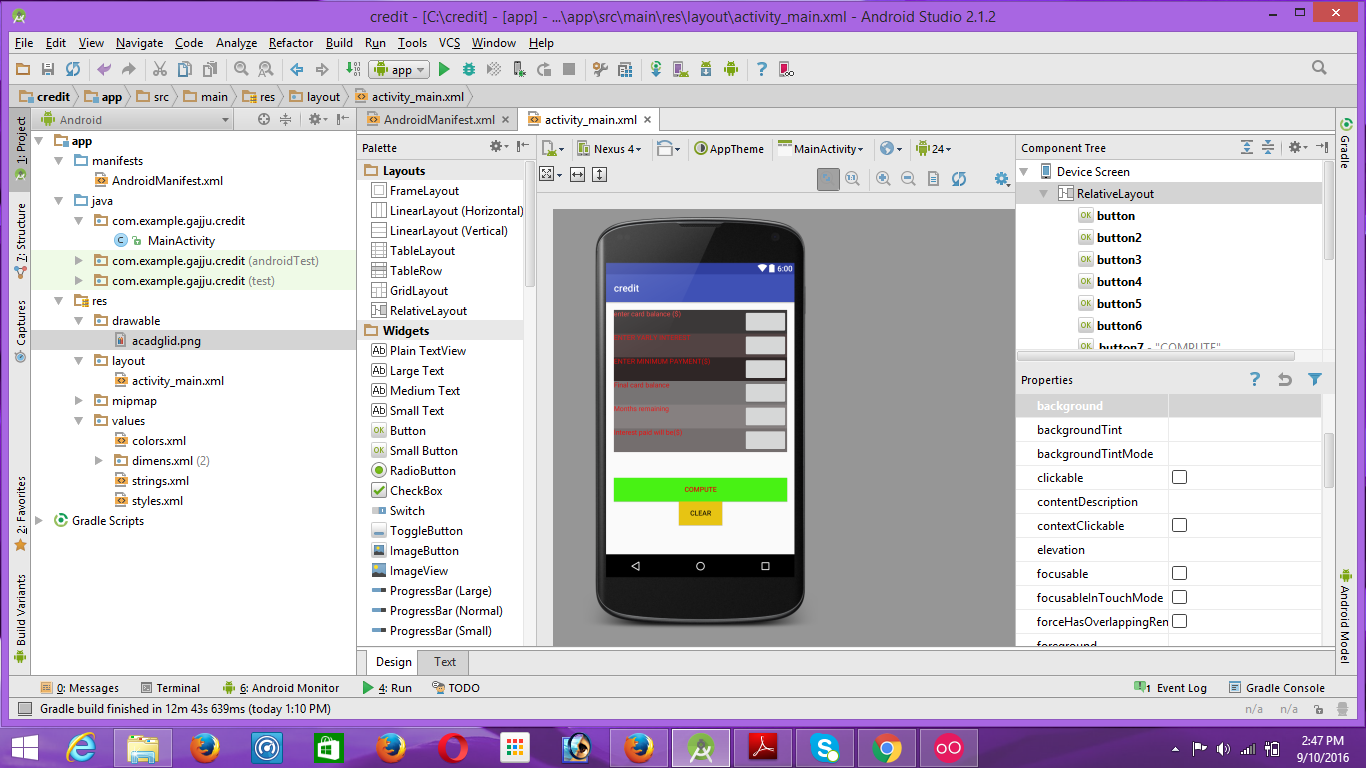 credit - [C:\credit] - [app] - ...\app\src\main\res\layout\activity_main.xml - Android Studio 2.1.2
File Edit View Navigate Code Analyze Refactor Build Run Tools VCS Window Help
app
credit app src main res layout activity_main.xml
1: Project
7: Structure
Captures
2: Favorites
Build Variants
Android
app
manifests
AndroidManifest.xml
java
com.example.gajju.credit
MainActivity
com.example.gajju.credit (androidTest)
com.example.gajju.credit (test)
res
drawable
acadglid.png
layout
activity_main.xml
mipmap
values
colors.xml
dimens.xml (2)
strings.xml
styles.xml
Gradle Scripts
AndroidManifest.xml activity_main.xml
Palette
Layouts
FrameLayout
LinearLayout (Horizontal)
LinearLayout (Vertical)
TableLayout
TableRow
GridLayout
RelativeLayout
Widgets
Plain TextView
Large Text
Medium Text
Small Text
Button
Small Button
RadioButton
CheckBox
Switch
ToggleButton
ImageButton
ImageView
ProgressBar (Large)
ProgressBar (Normal)
ProgressBar (Small)
Nexus 4 AppTheme MainActivity 24
6:00
credit
enter card balance ($)
ENTER MINIMUM PAYMENT($)
Final card balance
Months remaining
interest paid will be($)
COMPUTE
CLEAR
Design Text
Component Tree
Device Screen
RelativeLayout
button
button2
button3
button4
button5
button6
button7 - "COMPUTE"
Properties
background
backgroundTint
backgroundTintMode
clickable
contentDescription
contextClickable
elevation
focusable
focusableInTouchMode
forceHasOverlappingRen
foreground
Gradle
Android Model
0: Messages Terminal 6: Android Monitor 4: Run TODO 1 Event Log Gradle Console
Gradle build finished in 12m 43s 639ms (today 1:10 PM) n/a n/a
2:47 PM
9/10/2016